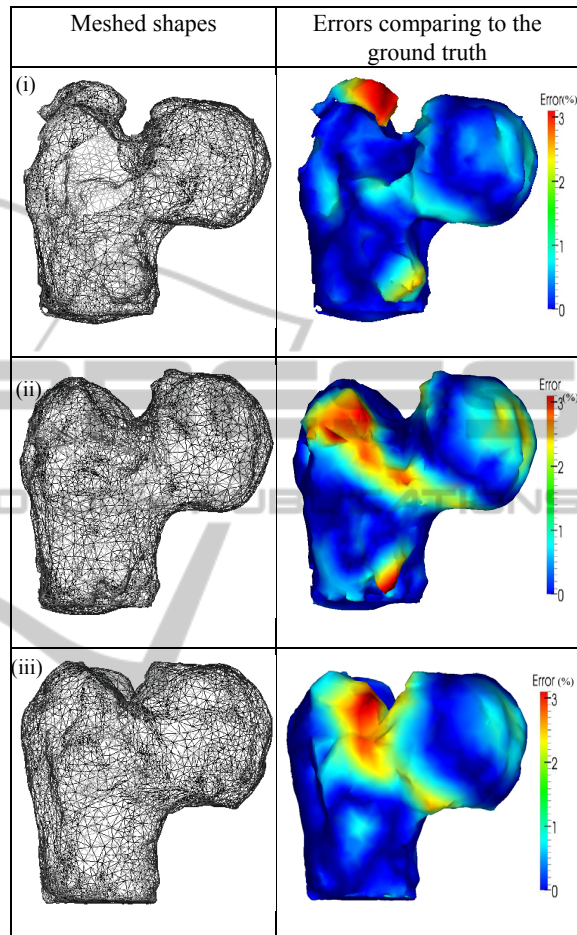 Meshed shapes
Errors comparing to the
ground truth
(i)
Error(%)
3
2
1
0
(ii)
Error
(%)
3
2
1
0
(iii)
Error (%)
3
2
1
0